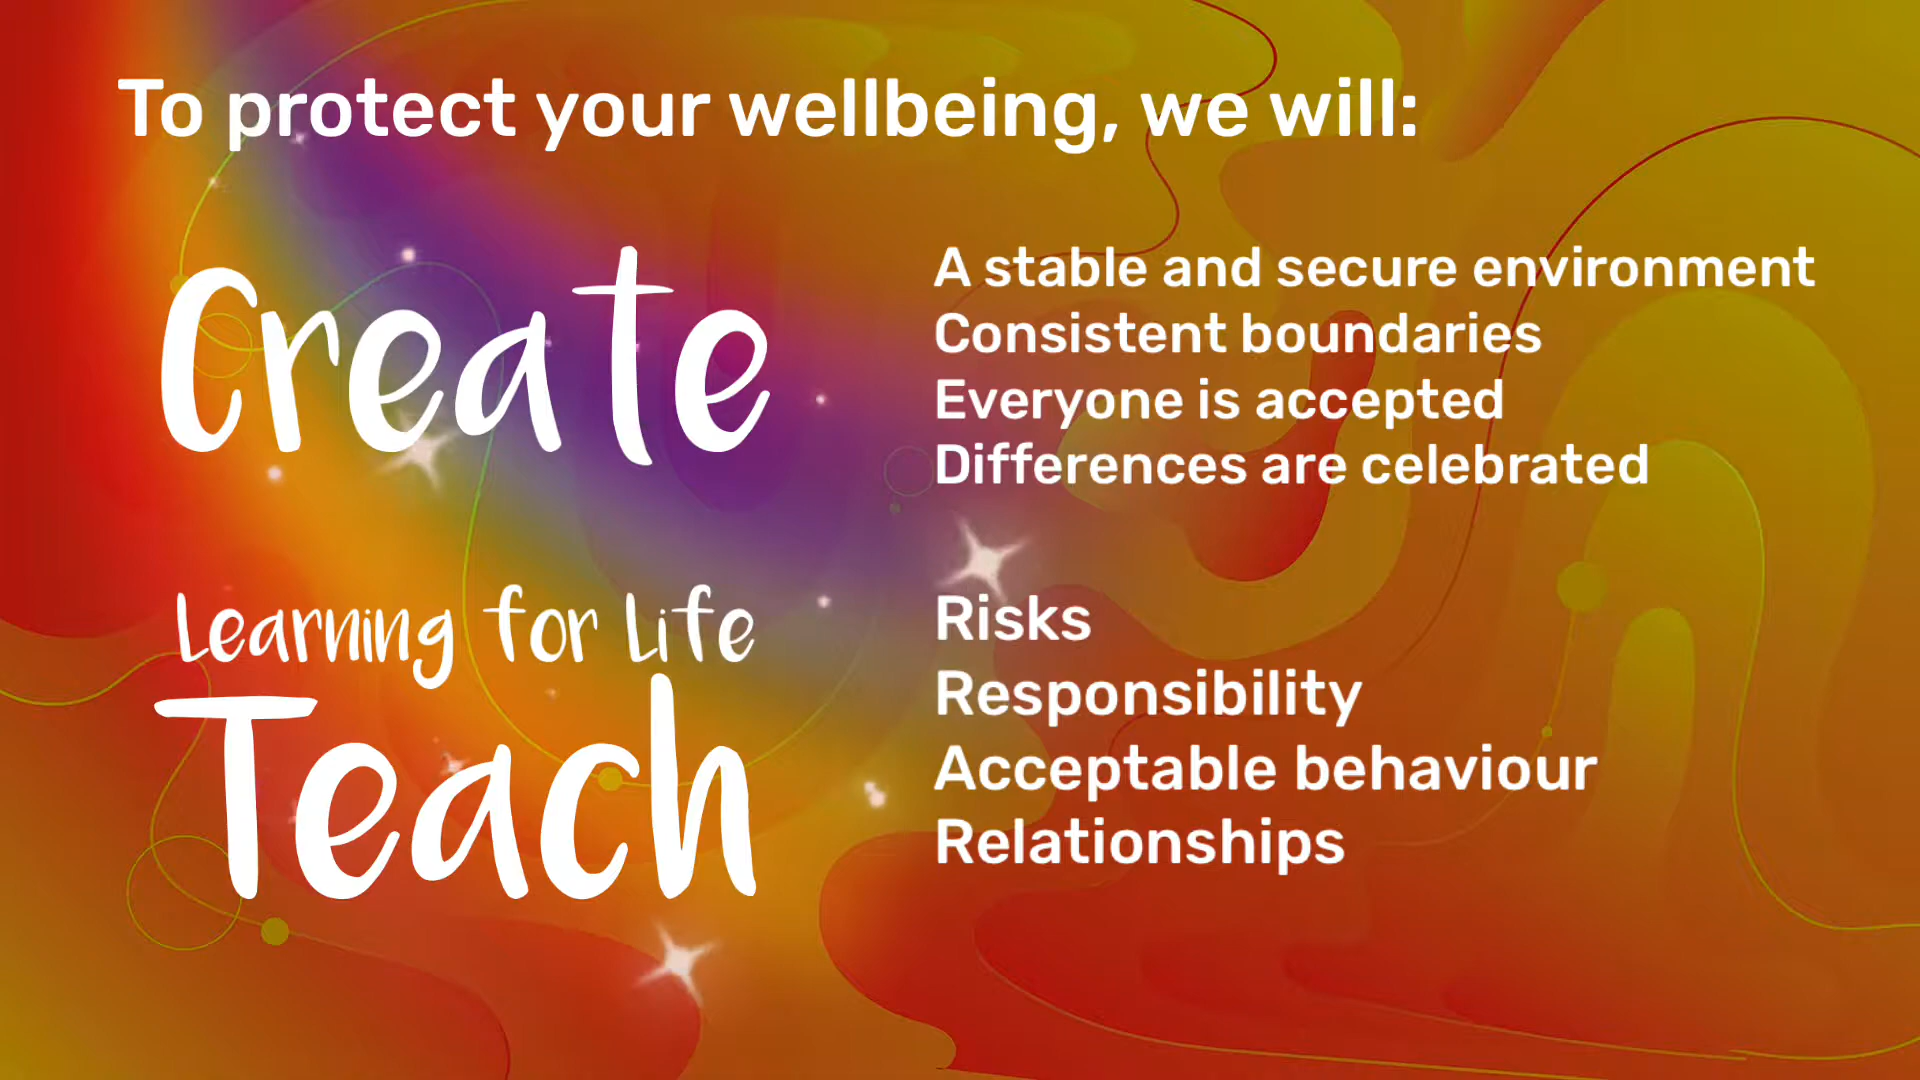 To protect your wellbeing, we will:
Create
A stable and secure environment
Consistent boundaries
Everyone is accepted
Differences are celebrated
Learning for Life
Teach
Risks
Responsibility
Acceptable behaviour
Relationships